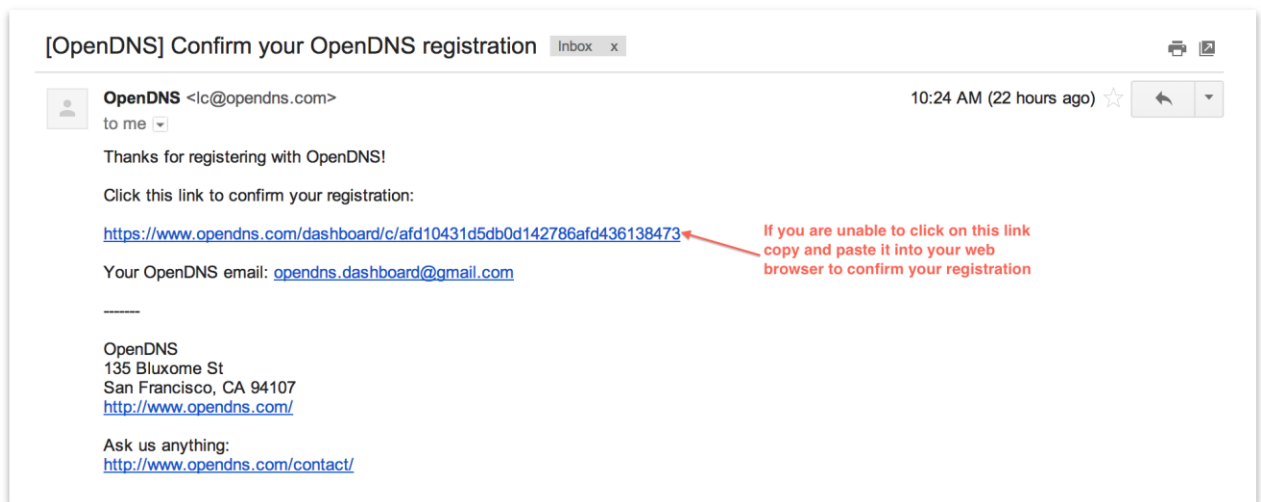 [OpenDNS] Confirm your OpenDNS registration Inbox x
OpenDNS <lc@opendns.com> 10:24 AM (22 hours ago)
to me
Thanks for registering with OpenDNS!
Click this link to confirm your registration:
https://www.opendns.com/dashboard/c/afd10431d5db0d142786afd436138473
If you are unable to click on this link
copy and paste it into your web
browser to confirm your registration
Your OpenDNS email: opendns.dashboard@gmail.com
-------
OpenDNS
135 Bluxome St
San Francisco, CA 94107
http://www.opendns.com/
Ask us anything:
http://www.opendns.com/contact/